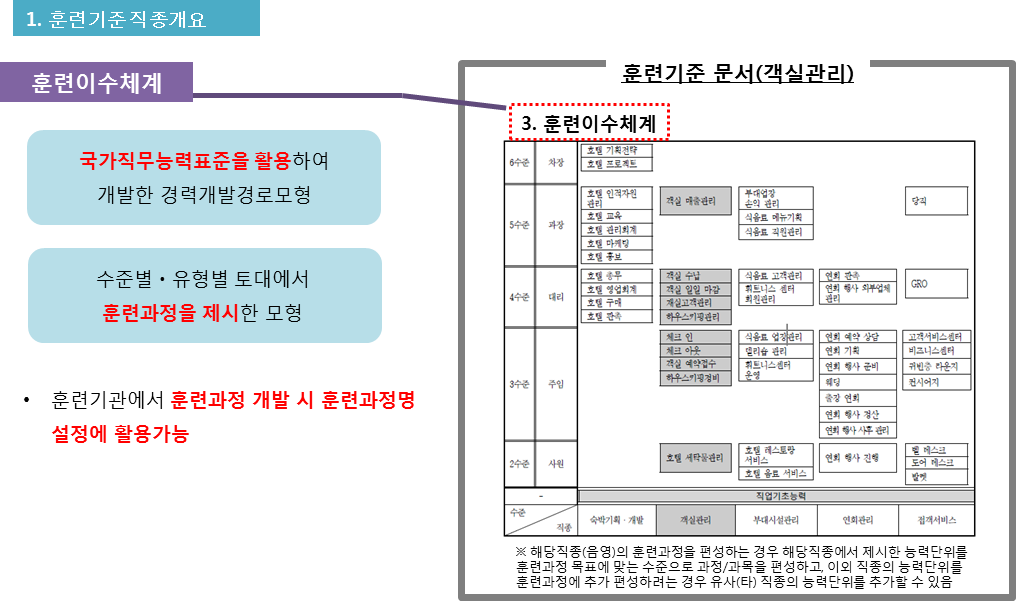 1. 훈련기준직종개요
훈련이수체계
국가직무능력표준을 활용하여
개발한 경력개발경로모형
수준별・유형별 토대에서
훈련과정을 제시한 모형
• 훈련기관에서 훈련과정 개발 시 훈련과정명
설정에 활용가능
훈련기준 문서(객실관리)
3. 훈련이수체계
6수준 차장
호텔 기획전략
호텔 프로젝트
5수준 과장
호텔 인적자원
관리
호텔 교육
호텔 관리회계
호텔 마케팅
호텔 홍보
객실 매출관리
부대업장
손익 관리
식음료 메뉴기획
식음료 직원관리
당직
4수준 대리
호텔 총무
호텔 영업회계
호텔 구매
호텔 판촉
객실 수납
객실 일일 마감
재실고객관리
하우스키핑관리
식음료 고객관리
휘트니스 센터
회원관리
연회 판촉
연회 행사 외부업체
관리
GRO
3수준 주임
체크 인
체크 아웃
객실 예약접수
하우스키핑정비
식음료 업장관리
델리숍 관리
휘트니스센터
운영
연회 예약 상담
연회 기획
연회 행사 준비
웨딩
출장 연회
연회 행사 정산
연회 행사 사후 관리
고객서비스센터
비즈니스센터
귀빈층 라운지
컨시어지
2수준 사원
호텔 세탁물관리
호텔 레스토랑
서비스
호텔 음료 서비스
연회 행사 진행
벨 데스크
도어 데스크
발렛
-
직업기초능력
수준
직종
숙박기획・개발
객실관리
부대시설관리
연회관리
접객서비스
※ 해당직종(음영)의 훈련과정을 편성하는 경우 해당직종에서 제시한 능력단위를
훈련과정 목표에 맞는 수준으로 과정/과목을 편성하고, 이외 직종의 능력단위를
훈련과정에 추가 편성하려는 경우 유사(타) 직종의 능력단위를 추가할 수 있음